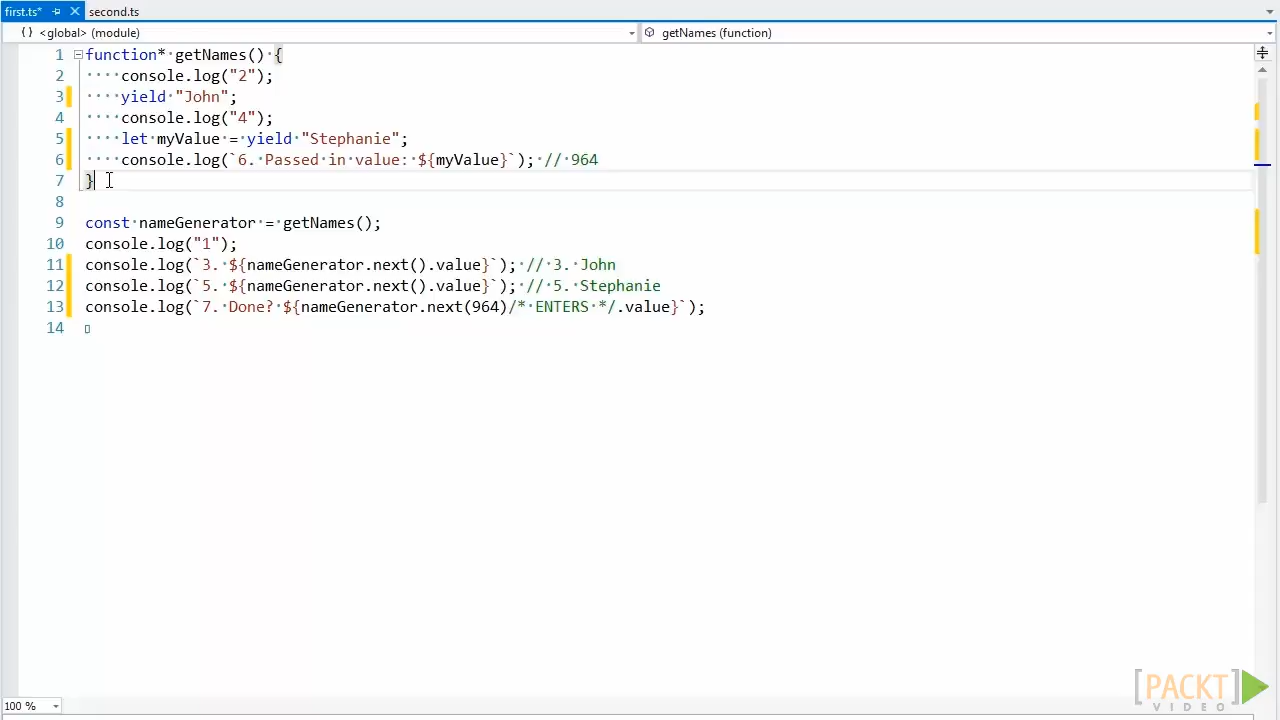 first.ts*
second.ts
<global> (module)
getNames (function)
1 function* getNames() {
2 console.log("2");
3 yield "John";
4 console.log("4");
5 let myValue = yield "Stephanie";
6 console.log(`6. Passed in value: ${myValue}`); // 964
7 }
8
9 const nameGenerator = getNames();
10 console.log("1");
11 console.log(`3. ${nameGenerator.next().value}`); // 3. John
12 console.log(`5. ${nameGenerator.next().value}`); // 5. Stephanie
13 console.log(`7. Done? ${nameGenerator.next(964)/* ENTERS */.value}`);
14
100 %
[PACKT]
VIDEO